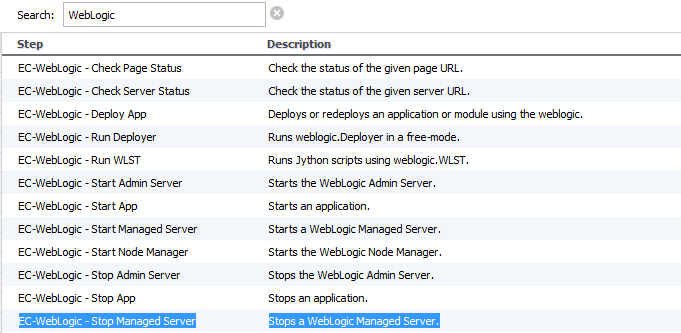 Search: WebLogic
Step Description
EC-WebLogic - Check Page Status Check the status of the given page URL.
EC-WebLogic - Check Server Status Check the status of the given server URL.
EC-WebLogic - Deploy App Deploys or redeploys an application or module using the weblogic.
EC-WebLogic - Run Deployer Runs weblogic.Deployer in a free-mode.
EC-WebLogic - Run WLST Runs Jython scripts using weblogic.WLST.
EC-WebLogic - Start Admin Server Starts the WebLogic Admin Server.
EC-WebLogic - Start App Starts an application.
EC-WebLogic - Start Managed Server Starts a WebLogic Managed Server.
EC-WebLogic - Start Node Manager Starts the WebLogic Node Manager.
EC-WebLogic - Stop Admin Server Stops the WebLogic Admin Server.
EC-WebLogic - Stop App Stops an application.
EC-WebLogic - Stop Managed Server Stops a WebLogic Managed Server.